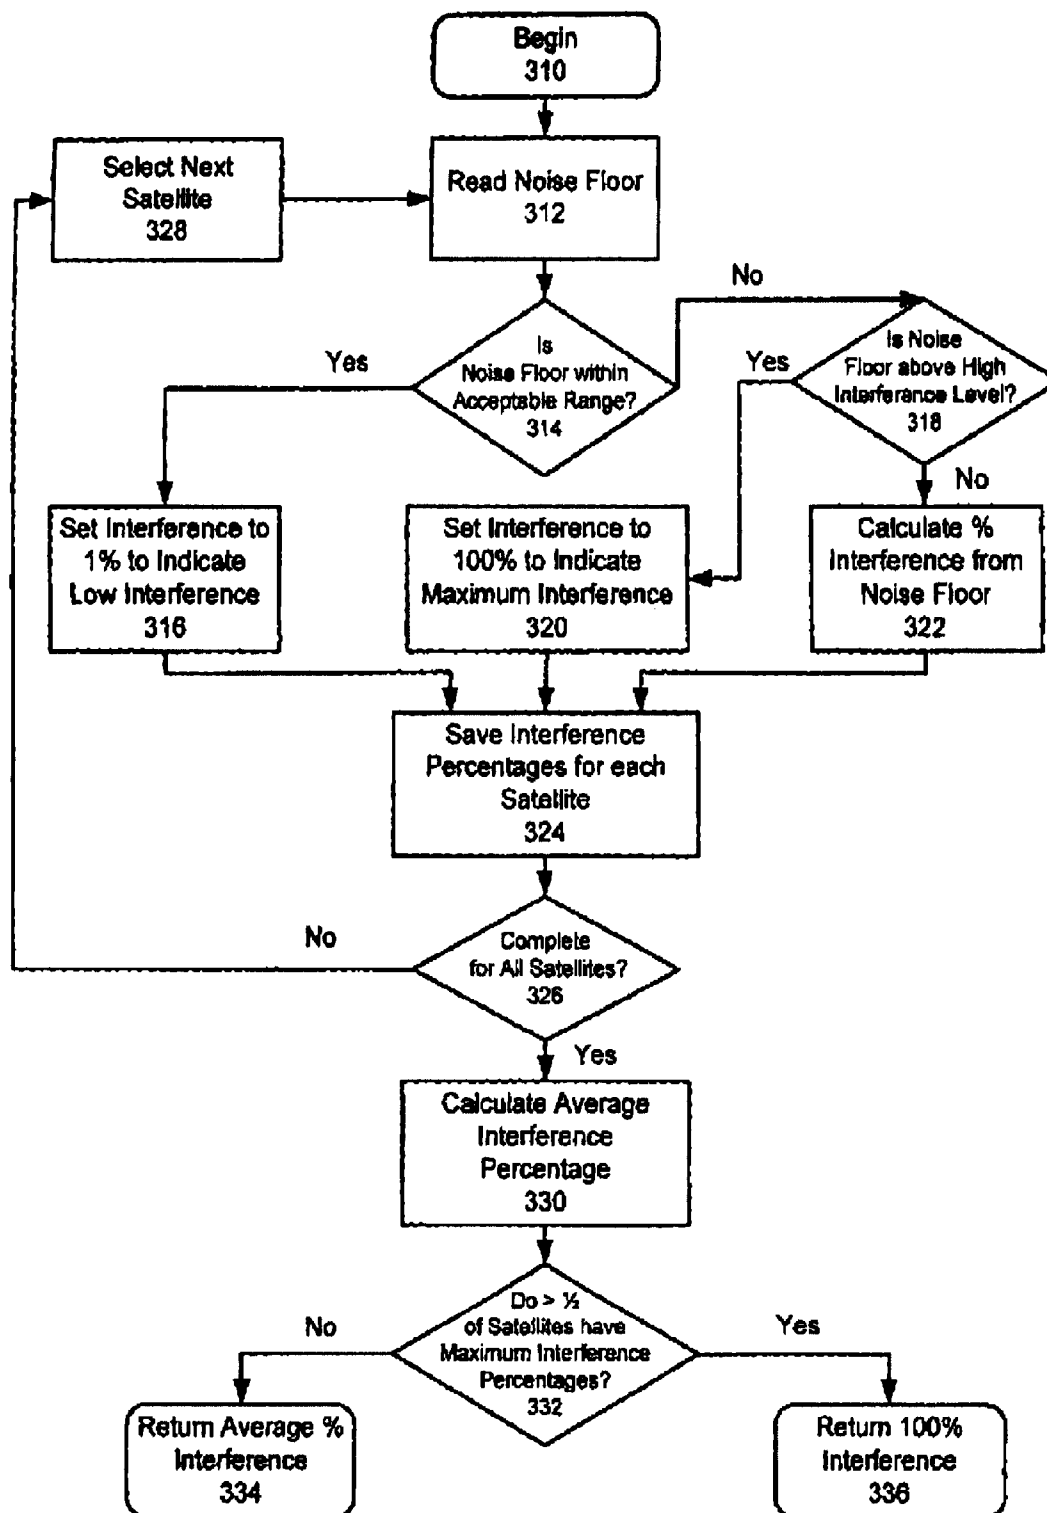 Begin
310
Select Next
Satellite
328
Read Noise Floor
312
No
Is
Noise Floor within
Acceptable Range?
314
Yes
Is Noise
Floor above High
Interference Level?
318
Yes
No
Set Interference to
1% to Indicate
Low Interference
316
Set Interference to
100% to Indicate
Maximum Interference
320
Calculate %
Interference from
Noise Floor
322
Save Interference
Percentages for each
Satellite
324
No
Complete
for All Satellites?
326
Yes
Calculate Average
Interference
Percentage
330
No
Do > ½
of Satellites have
Maximum Interference
Percentages?
332
Yes
Return Average %
Interference
334
Return 100%
Interference
336